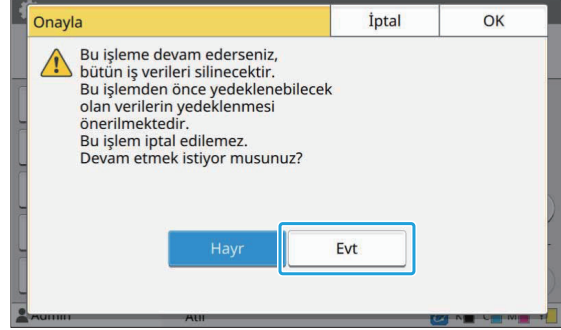 Onayla
İptal
OK
Bu işleme devam ederseniz,
bütün iş verileri silinecektir.
Bu işlemden önce yedeklenebilecek
olan verilerin yedeklenmesi
önerilmektedir.
Bu işlem iptal edilemez.
Devam etmek istiyor musunuz?
Hayr
Evt
Admin